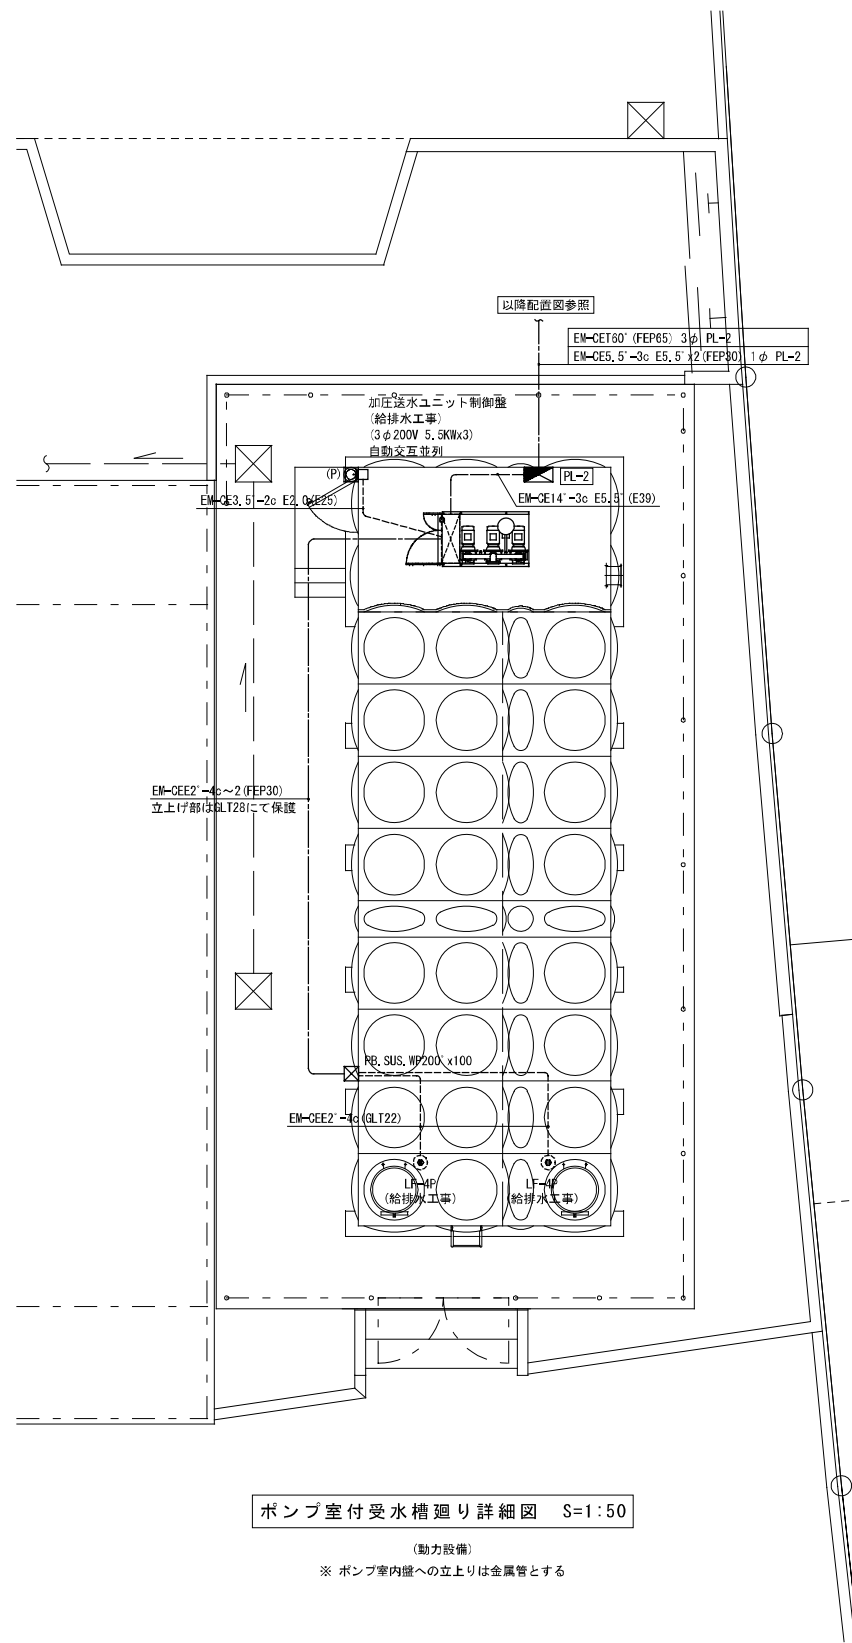 以降配置図参照
EM-CET60° (FEP65) 3φ PL-2
EM-CE5.5°-3c E5.5°x2(FEP30) 1φ PL-2
加圧送水ユニット制御盤
(給排水工事)
(3φ200V 5.5KWx3)
自動交互並列
(P)
PL-2
EM-CE3.5°-2c E2.0(E25)
EM-CE14°-3c E5.5°(E39)
EM-CEE2°-4c～2(FEP30)
立上げ部はGLT28にて保護
PB.SUS.WP200°x100
EM-CEE2°-4c(GLT22)
LF-4P
(給排水工事)
LF-4P
(給排水工事)
ポンプ室付受水槽廻り詳細図 S=1:50
(動力設備)
※ ポンプ室内盤への立上りは金属管とする